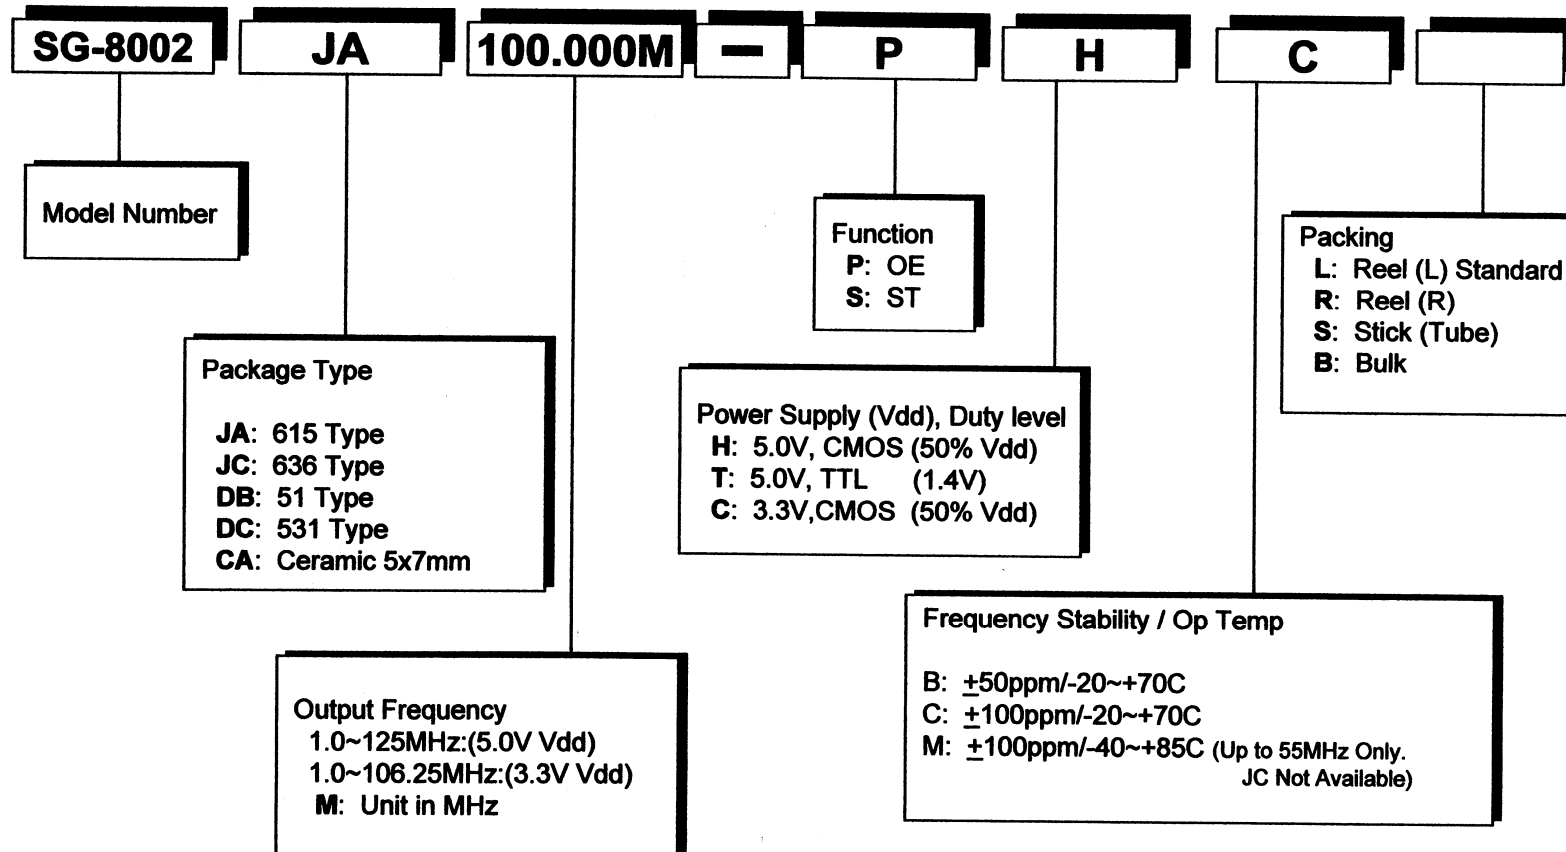 SG-8002 JA 100.000M - P H C
Model Number
Function
P: OE
S: ST
Packing
L: Reel (L) Standard
R: Reel (R)
S: Stick (Tube)
B: Bulk
Package Type
JA: 615 Type
JC: 636 Type
DB: 51 Type
DC: 531 Type
CA: Ceramic 5x7mm
Power Supply (Vdd), Duty level
H: 5.0V, CMOS (50% Vdd)
T: 5.0V, TTL (1.4V)
C: 3.3V,CMOS (50% Vdd)
Frequency Stability / Op Temp
B: ±50ppm/-20~+70C
C: ±100ppm/-20~+70C
M: ±100ppm/-40~+85C (Up to 55MHz Only.
JC Not Available)
Output Frequency
1.0~125MHz:(5.0V Vdd)
1.0~106.25MHz:(3.3V Vdd)
M: Unit in MHz